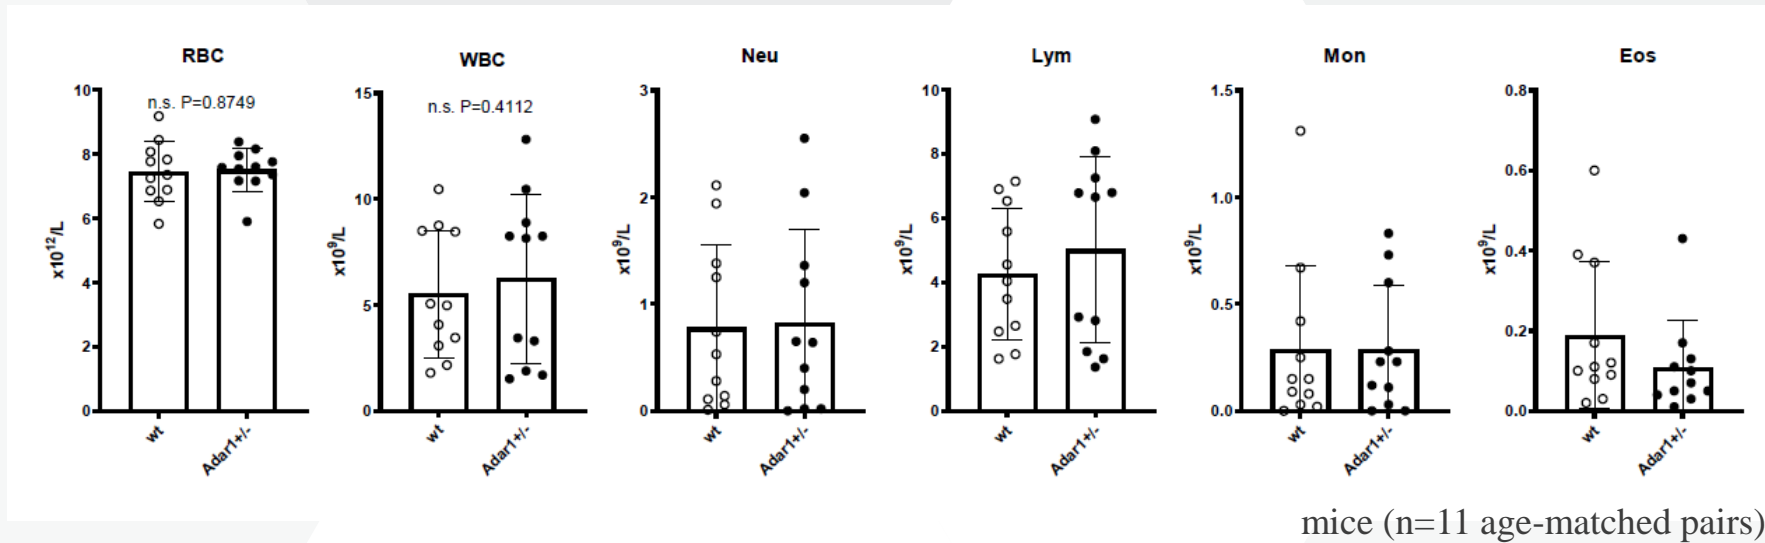 RBC
WBC
Neu
Lym
Mon
Eos
n.s. P=0.8749
n.s. P=0.4112
x10¹²/L
10
8
6
4
2
0
wt
Adar1+/-
x10⁹/L
15
10
5
0
wt
Adar1+/-
x10⁹/L
3
2
1
0
wt
Adar1+/-
x10⁹/L
10
8
6
4
2
0
wt
Adar1+/-
x10⁹/L
1.5
1.0
0.5
0.0
wt
Adar1+/-
x10⁹/L
0.8
0.6
0.4
0.2
0.0
wt
Adar1+/-
mice (n=11 age-matched pairs)